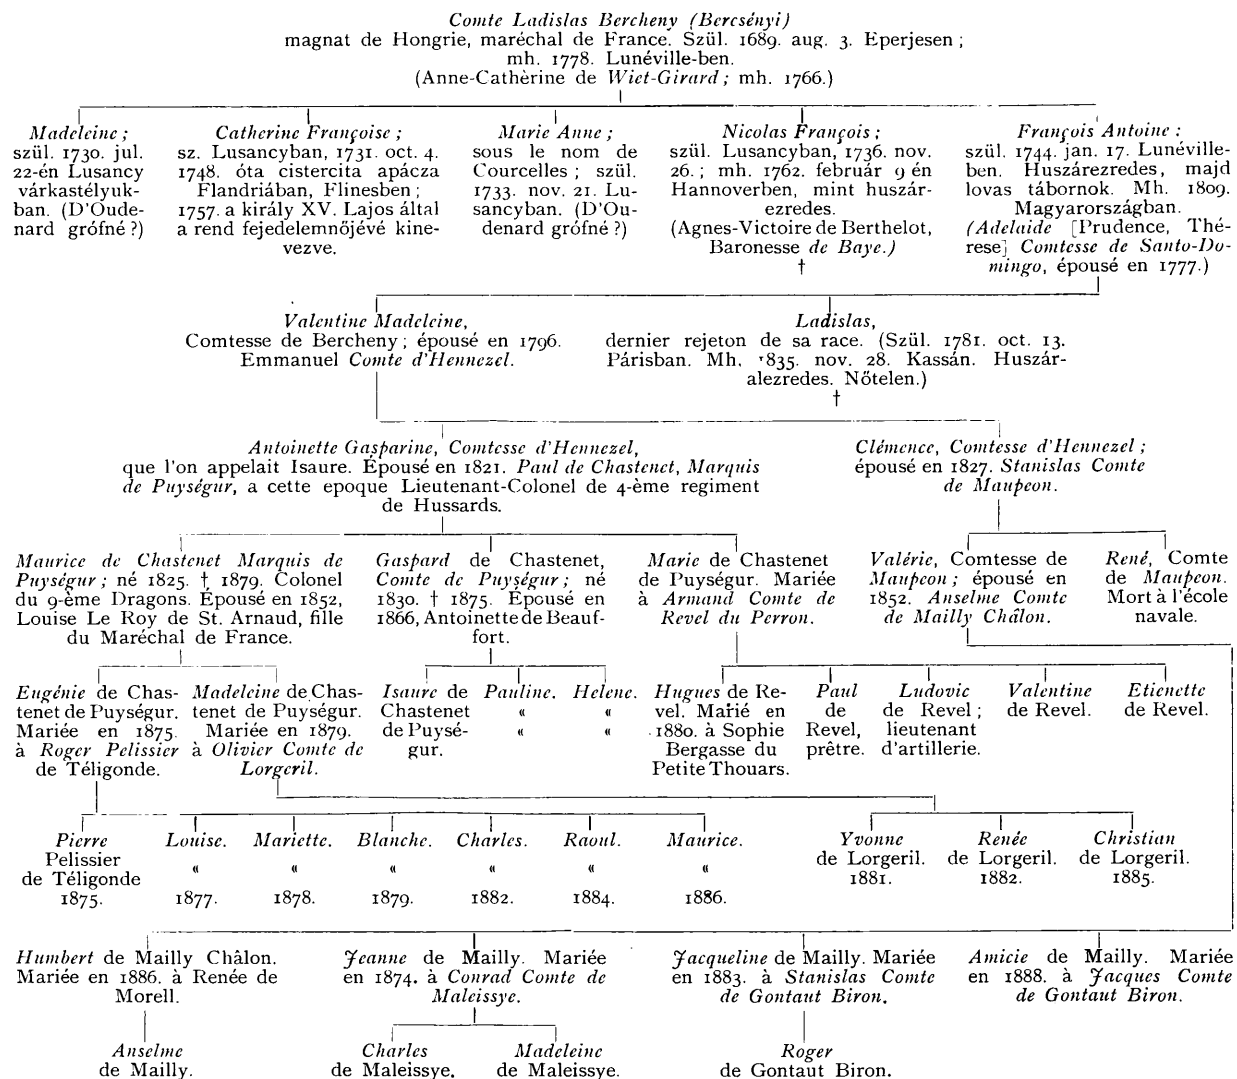 Comte Ladislas Bercheny (Bercsényi)
magnat de Hongrie, maréchal de France. Szül. 1689. aug. 3. Eperjesen ;
mh. 1778. Lunéville-ben.
(Anne-Cathèrine de Wiet-Girard ; mh. 1766.)
Madeleine ;
szül. 1730. jul.
22-én Lusancy
várkastélyuk-
ban. (D'Oude-
nard grófné ?)
Catherine Françoise ;
sz. Lusancyban, 1731. oct. 4.
1748. óta cistercita apácza
Flandriában, Flinesben ;
1757. a király XV. Lajos által
a rend fejedelemnőjévé kine-
vezve.
Marie Anne ;
sous le nom de
Courcelles ; szül.
1733. nov. 21. Lu-
sancyban. (D'Ou-
denard grófné ?)
Nicolas François ;
szül. Lusancyban, 1736. nov.
26. ; mh. 1762. február 9 én
Hannoverben, mint huszár-
ezredes.
(Agnes-Victoire de Berthelot,
Baronesse de Baye.)
†
François Antoine :
szül. 1744. jan. 17. Lunéville-
ben. Huszárezredes, majd
lovas tábornok. Mh. 1809.
Magyarországban.
(Adelaide [Prudence, Thé-
rese] Comtesse de Santo-Do-
mingo, épousé en 1777.)
Valentine Madeleine,
Comtesse de Bercheny ; épousé en 1796.
Emmanuel Comte d'Hennezel.
Ladislas,
dernier rejeton de sa race. (Szül. 1781. oct. 13.
Párisban. Mh. 1835. nov. 28. Kassán. Huszár-
alezredes. Nőtelen.)
†
Antoinette Gasparine, Comtesse d'Hennezel,
que l'on appelait Isaure. Épousé en 1821. Paul de Chastenet, Marquis
de Puységur, a cette epoque Lieutenant-Colonel de 4-ème regiment
de Hussards.
Clémence, Comtesse d'Hennezel ;
épousé en 1827. Stanislas Comte
de Maupeon.
Maurice de Chastenet Marquis de
Puységur ; né 1825. † 1879. Colonel
du 9-ème Dragons. Épousé en 1852,
Louise Le Roy de St. Arnaud, fille
du Maréchal de France.
Gaspard de Chastenet,
Comte de Puységur ; né
1830. † 1875. Épousé en
1866, Antoinette de Beauf-
fort.
Marie de Chastenet
de Puységur. Mariée
à Armand Comte de
Revel du Perron.
Valérie, Comtesse de
Maupeon ; épousé en
1852. Anselme Comte
de Mailly Châlon.
René, Comte
de Maupeon.
Mort à l'école
navale.
Eugénie de Chas-
tenet de Puységur.
Mariée en 1875.
à Roger Pelissier
de Téligonde.
Madeleine de Chas-
tenet de Puységur.
Mariée en 1879.
à Olivier Comte de
Lorgeril.
Isaure de
Chastenet
de Puysé-
gur.
Pauline.
«
«
Helene.
«
«
Hugues de Re-
vel. Marié en
1880. à Sophie
Bergasse du
Petite Thouars.
Paul
de
Revel,
prêtre.
Ludovic
de Revel ;
lieutenant
d'artillerie.
Valentine
de Revel.
Etienette
de Revel.
Pierre
Pelissier
de Téligonde
1875.
Louise.
«
1877.
Mariette.
«
1878.
Blanche.
«
1879.
Charles.
«
1882.
Raoul.
«
1884.
Maurice.
«
1886.
Yvonne
de Lorgeril.
1881.
Renée
de Lorgeril.
1882.
Christian
de Lorgeril.
1885.
Humbert de Mailly Châlon.
Mariée en 1886. à Renée de
Morell.
Jeanne de Mailly. Mariée
en 1874. à Conrad Comte de
Maleissye.
Jacqueline de Mailly. Mariée
en 1883. à Stanislas Comte
de Gontaut Biron.
Amicie de Mailly. Mariée
en 1888. à Jacques Comte
de Gontaut Biron.
Anselme
de Mailly.
Charles
de Maleissye.
Madeleine
de Maleissye.
Roger
de Gontaut Biron.